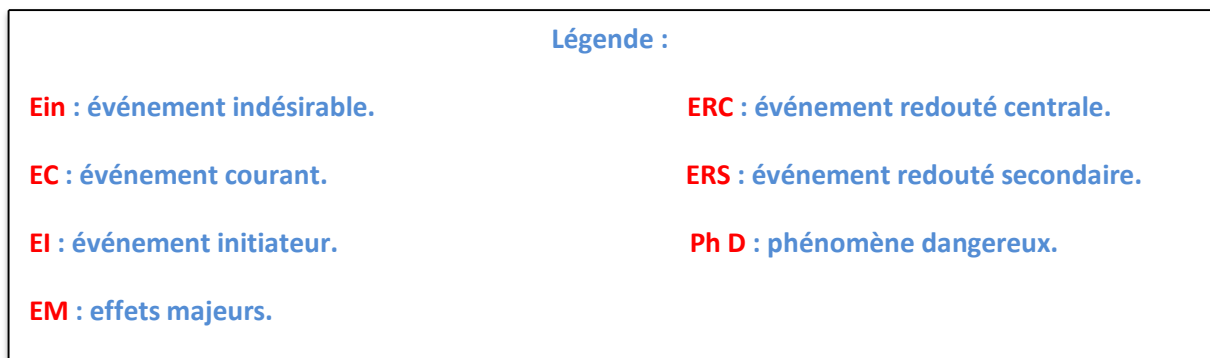 Légende :
Ein : événement indésirable. ERC : événement redouté centrale.
EC : événement courant. ERS : événement redouté secondaire.
EI : événement initiateur. Ph D : phénomène dangereux.
EM : effets majeurs.